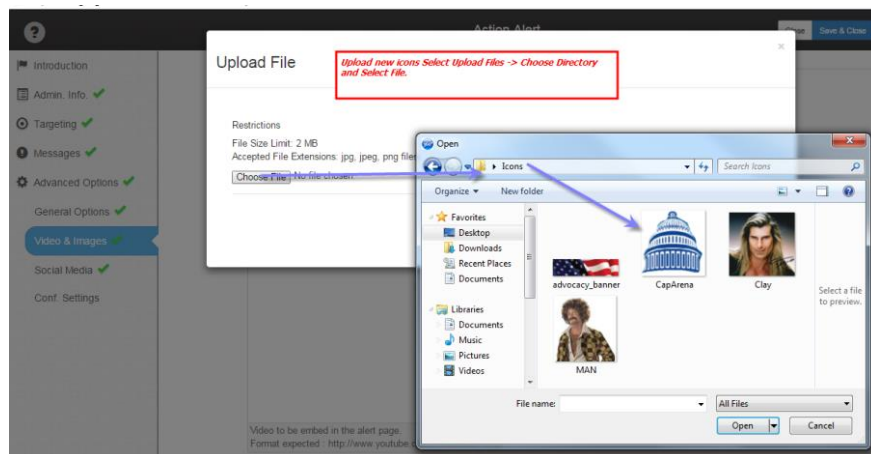 Action Alert
Close
Save & Close
?
Introduction
Admin. Info.
Targeting
Messages
Advanced Options
General Options
Video & Images
Social Media
Conf. Settings
×
Upload File
Upload new icons Select Upload Files -> Choose Directory
and Select File.
Restrictions
File Size Limit: 2 MB
Accepted File Extensions: jpg, jpeg, png files
Choose File No file chosen
Open
Icons
Search Icons
Organize
New folder
Favorites
Desktop
Downloads
Recent Places
Documents
Libraries
Documents
Music
Pictures
Videos
advocacy_banner
CapArena
Clay
MAN
Select a file
to preview.
File name:
All Files
Open
Cancel
Video to be embed in the alert page.
Format expected : http://www.youtube